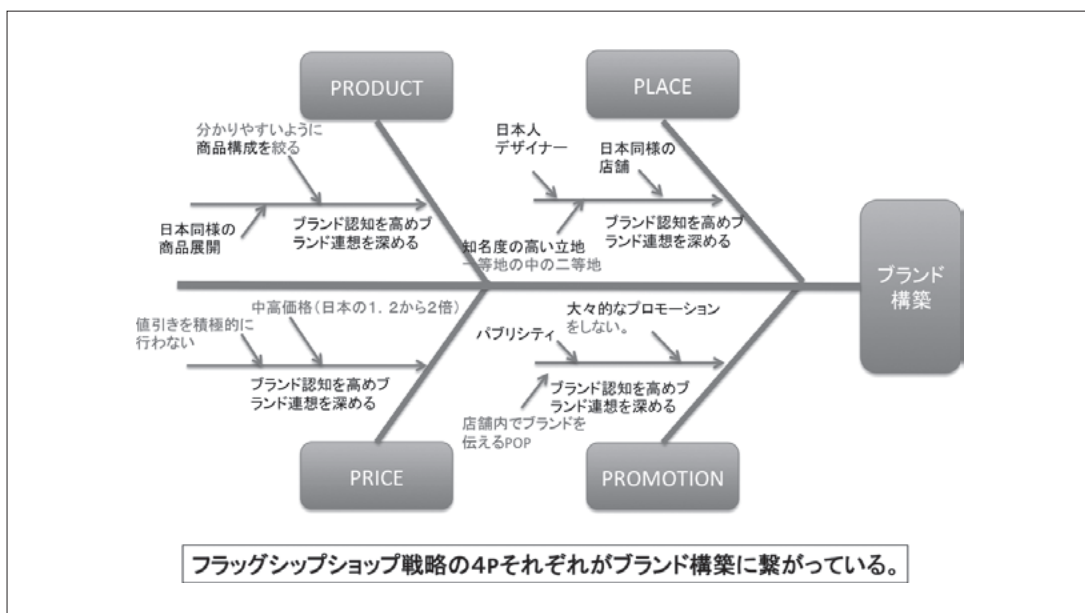 PRODUCT
PLACE
分かりやすいように
商品構成を絞る
日本人
デザイナー
日本同様の
店舗
日本同様の
商品展開
ブランド認知を高めブ
ランド連想を深める
知名度の高い立地
一等地の中の二等地
ブランド認知を高めブ
ランド連想を深める
ブランド
構築
中高価格(日本の1．2から2倍)
値引きを積極的に
行わない
ブランド認知を高めブ
ランド連想を深める
大々的なプロモーション
をしない。
パブリシティ
ブランド認知を高めブ
ランド連想を深める
店舗内でブランドを
伝えるPOP
PRICE
PROMOTION
フラッグシップショップ戦略の4Pそれぞれがブランド構築に繋がっている。